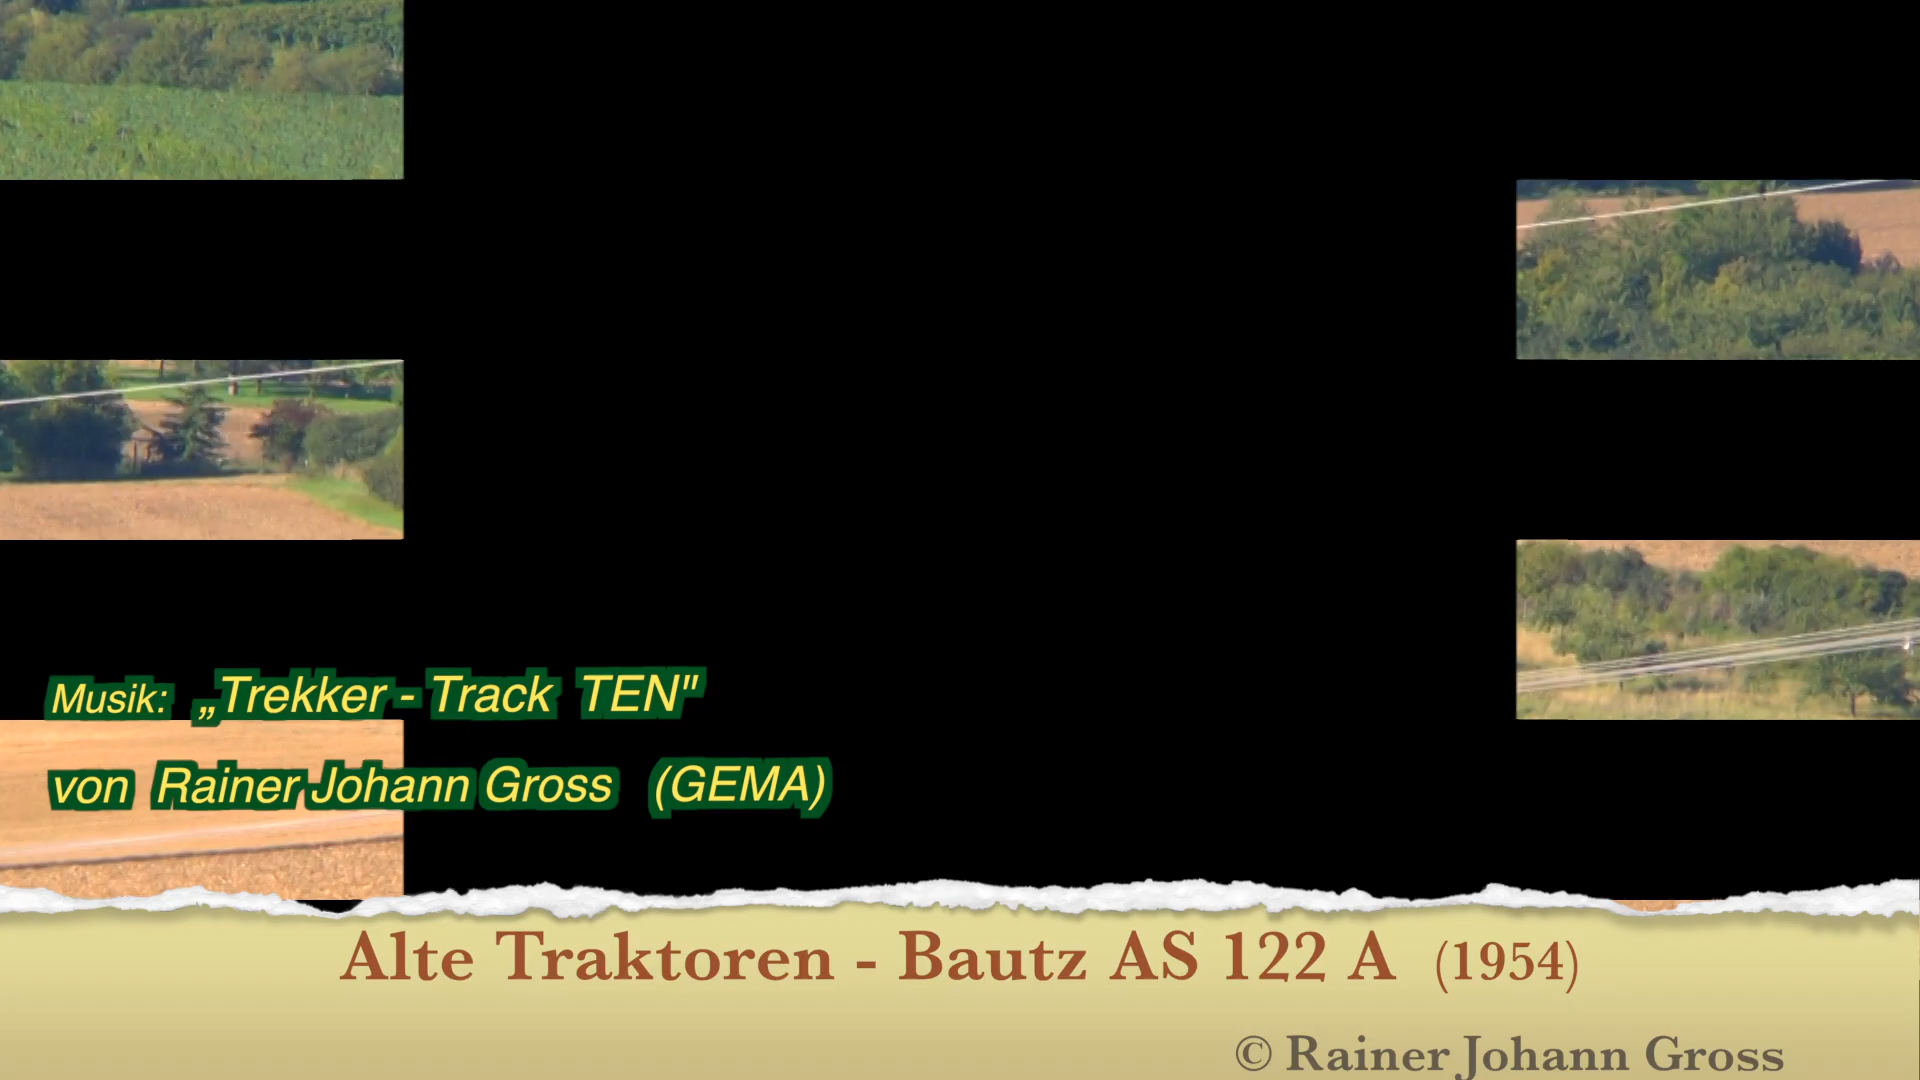 Musik: „Trekker - Track TEN"
von Rainer Johann Gross (GEMA)
Alte Traktoren - Bautz AS 122 A (1954)
© Rainer Johann Gross